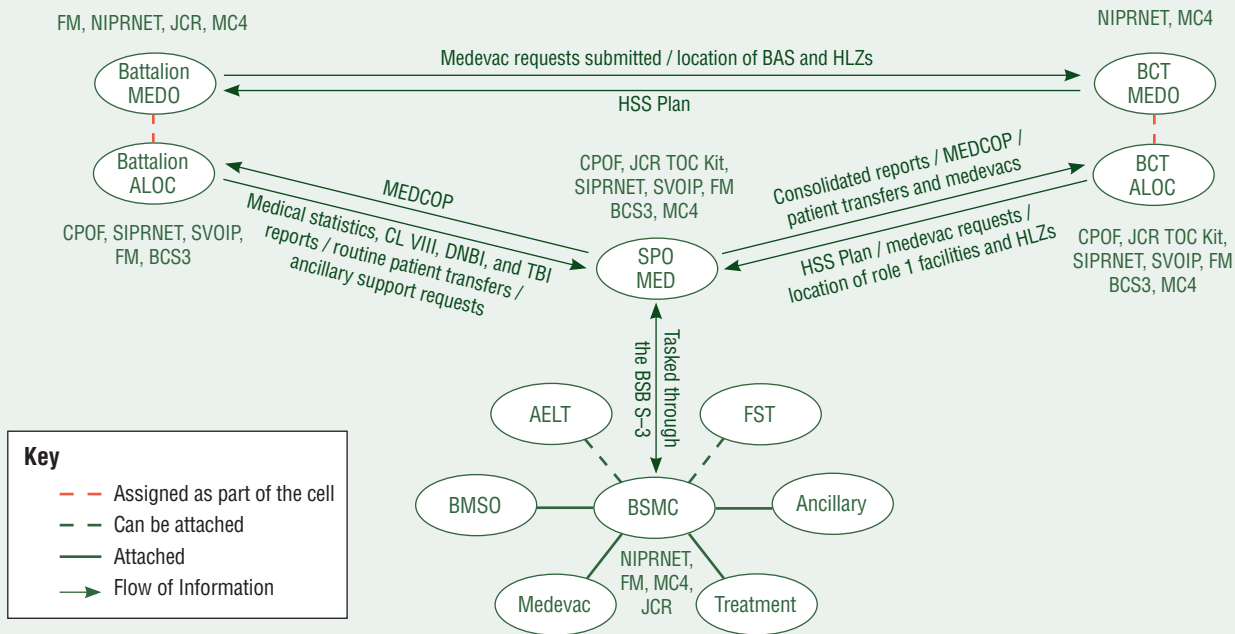 FM, NIPRNET, JCR, MC4
NIPRNET, MC4
Battalion
MEDO
Medevac requests submitted / location of BAS and HLZs
HSS Plan
BCT
MEDO
Battalion
ALOC
CPOF, SIPRNET, SVOIP,
FM, BCS3
MEDCOP
Medical statistics, CL VIII, DNBI, and TBI
reports / routine patient transfers /
ancillary support requests
CPOF, JCR TOC Kit,
SIPRNET, SVOIP, FM
BCS3, MC4
SPO
MED
Consolidated reports / MEDCOP /
patient transfers and medevacs
HSS Plan / medevac requests /
location of role 1 facilities and HLZs
BCT
ALOC
CPOF, JCR TOC Kit,
SIPRNET, SVOIP, FM
BCS3, MC4
Tasked through
the BSB S–3
AELT
FST
BMSO
BSMC
Ancillary
NIPRNET,
FM, MC4,
JCR
Medevac
Treatment
Key
Assigned as part of the cell
Can be attached
Attached
Flow of Information